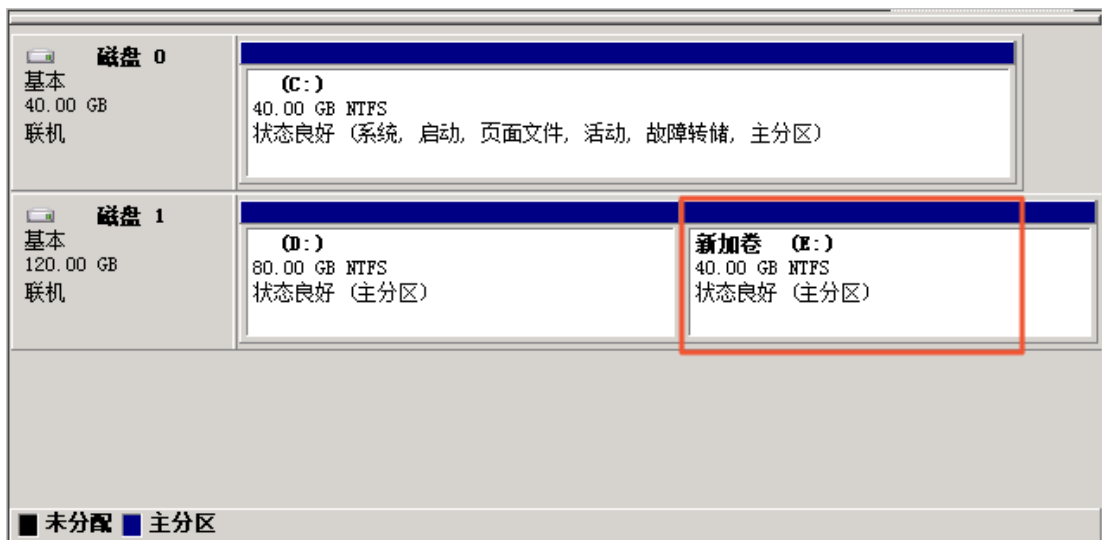 磁盘 0
基本
40.00 GB
联机
(C:)
40.00 GB NTFS
状态良好 (系统, 启动, 页面文件, 活动, 故障转储, 主分区)
磁盘 1
基本
120.00 GB
联机
(D:)
80.00 GB NTFS
状态良好 (主分区)
新加卷 (E:)
40.00 GB NTFS
状态良好 (主分区)
未分配 主分区